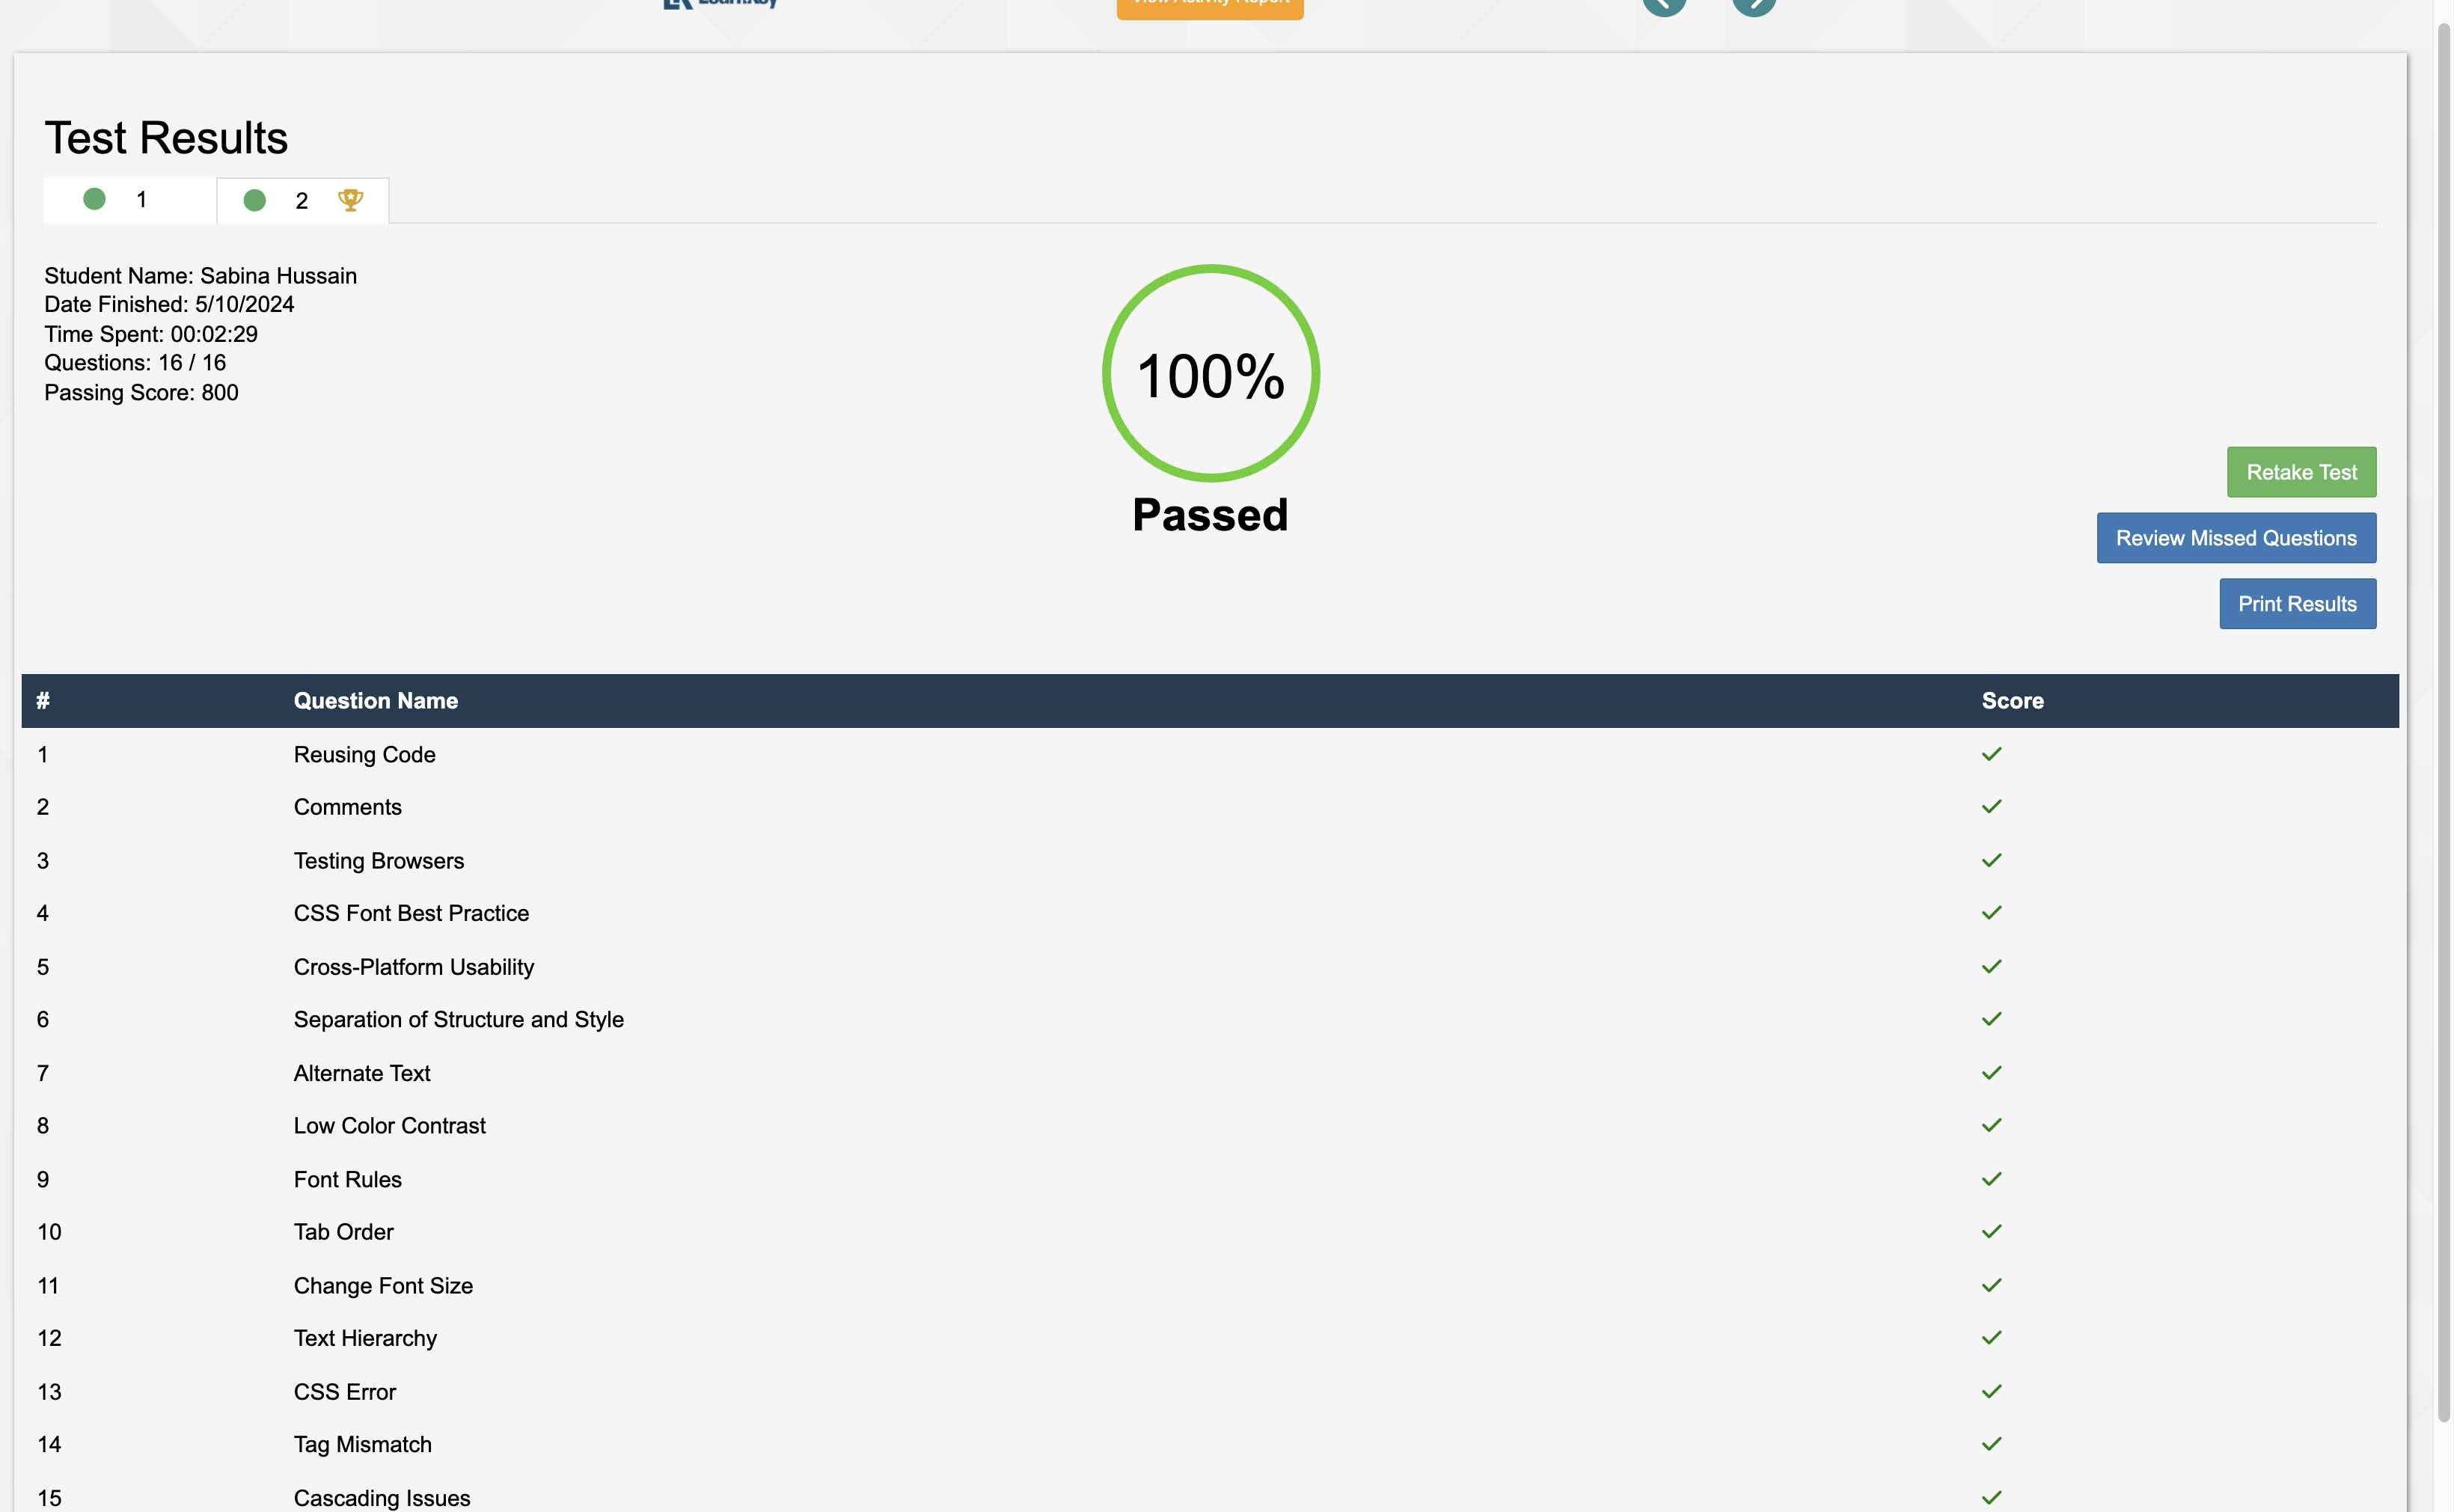 LearnKey
View Activity Report
Test Results
1
2
Student Name: Sabina Hussain
Date Finished: 5/10/2024
Time Spent: 00:02:29
Questions: 16 / 16
Passing Score: 800
100%
Passed
Retake Test
Review Missed Questions
Print Results
# Question Name Score
1 Reusing Code
2 Comments
3 Testing Browsers
4 CSS Font Best Practice
5 Cross-Platform Usability
6 Separation of Structure and Style
7 Alternate Text
8 Low Color Contrast
9 Font Rules
10 Tab Order
11 Change Font Size
12 Text Hierarchy
13 CSS Error
14 Tag Mismatch
15 Cascading Issues